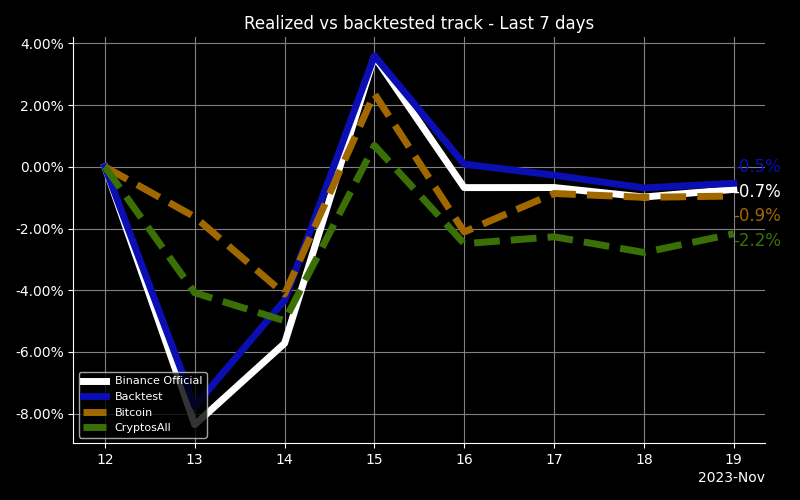 Realized vs backtested track - Last 7 days
4.00%
2.00%
0.00%
-2.00%
-4.00%
-6.00%
-8.00%
-0.5%
-0.7%
-0.9%
-2.2%
Binance Official
Backtest
Bitcoin
CryptosAll
12 13 14 15 16 17 18 19
2023-Nov